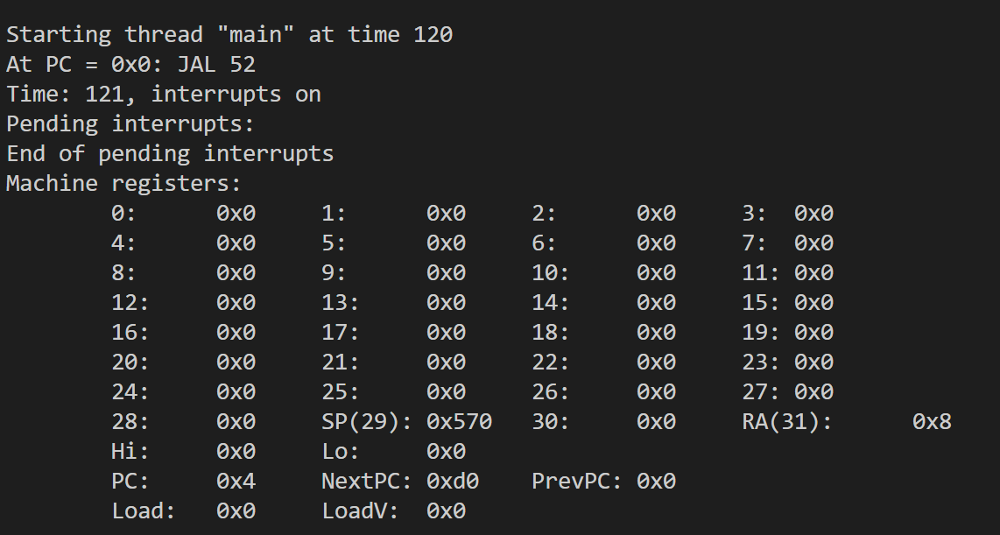 Starting thread "main" at time 120
At PC = 0x0: JAL 52
Time: 121, interrupts on
Pending interrupts:
End of pending interrupts
Machine registers:
0: 0x0 1: 0x0 2: 0x0 3: 0x0
4: 0x0 5: 0x0 6: 0x0 7: 0x0
8: 0x0 9: 0x0 10: 0x0 11: 0x0
12: 0x0 13: 0x0 14: 0x0 15: 0x0
16: 0x0 17: 0x0 18: 0x0 19: 0x0
20: 0x0 21: 0x0 22: 0x0 23: 0x0
24: 0x0 25: 0x0 26: 0x0 27: 0x0
28: 0x0 SP(29): 0x570 30: 0x0 RA(31): 0x8
Hi: 0x0 Lo: 0x0
PC: 0x4 NextPC: 0xd0 PrevPC: 0x0
Load: 0x0 LoadV: 0x0